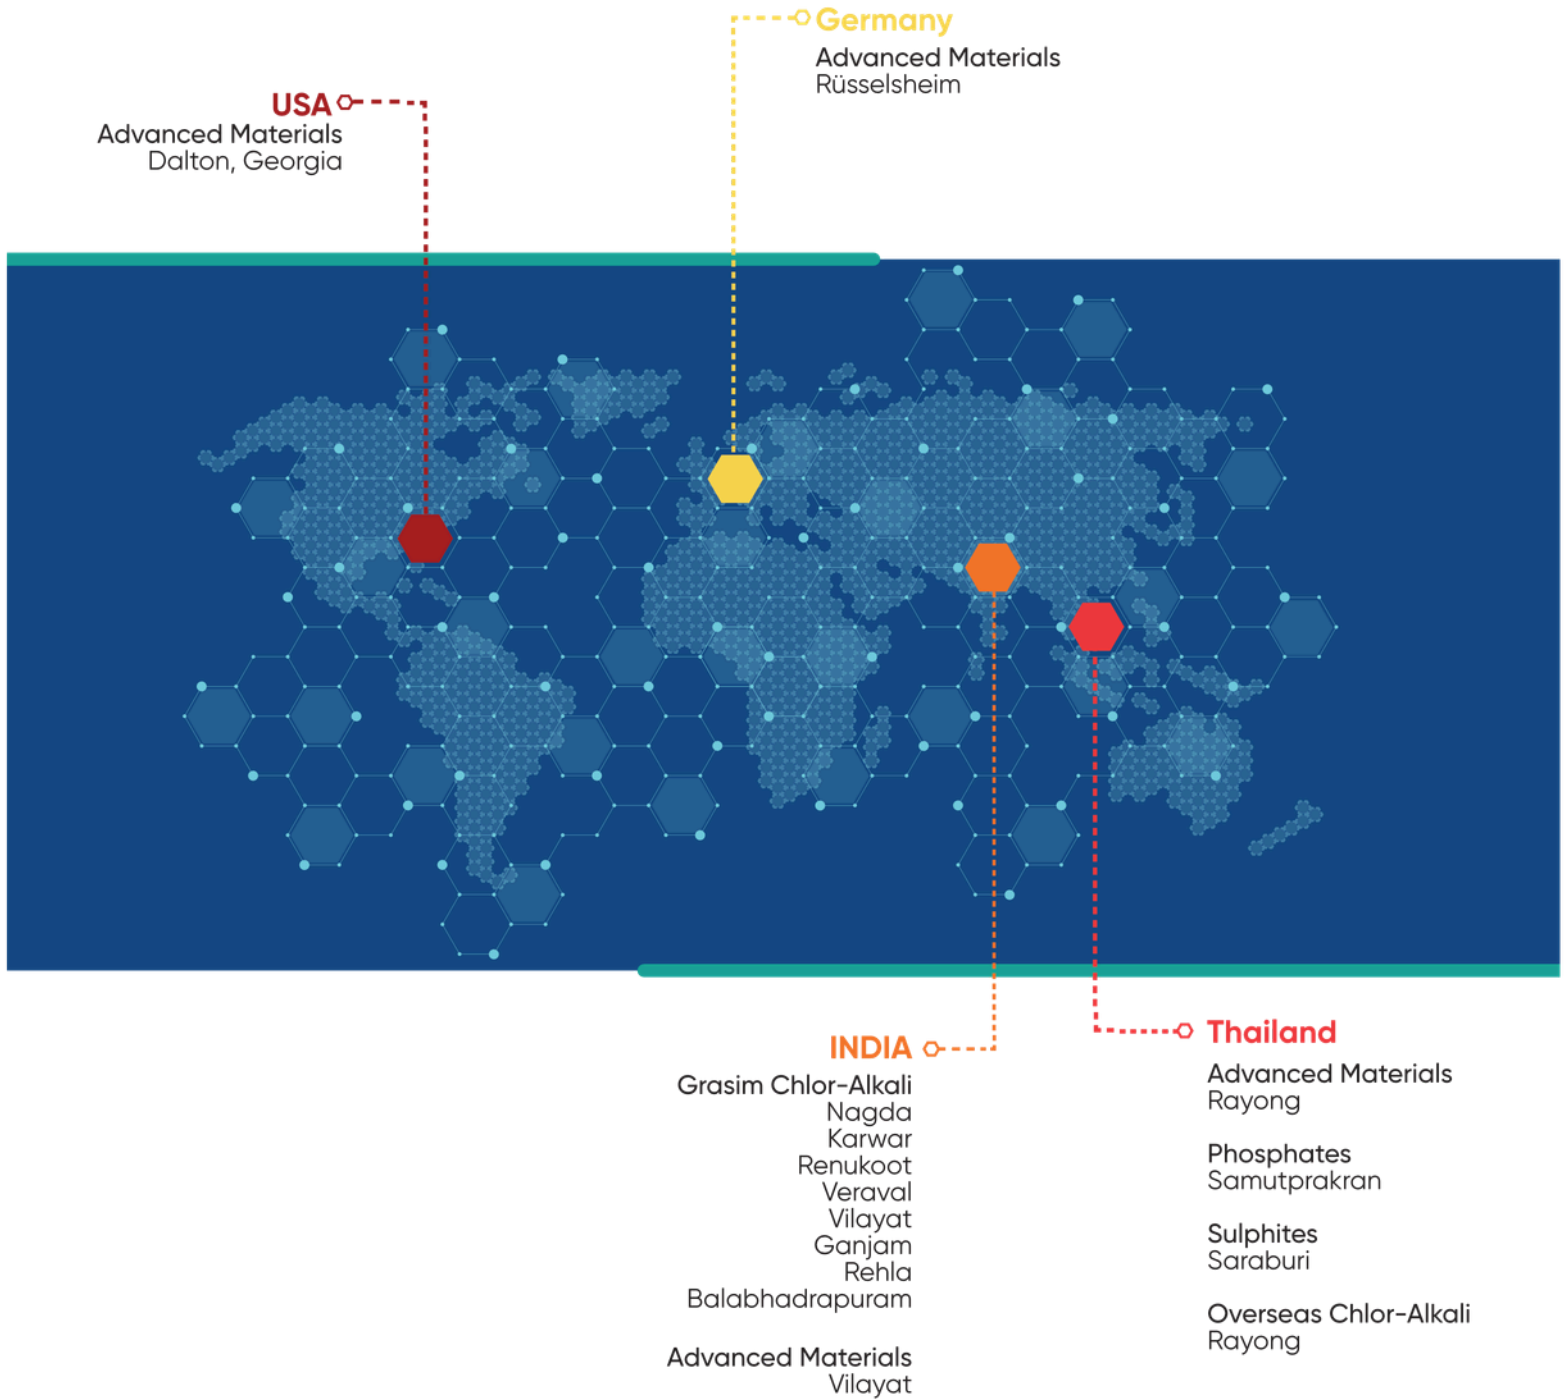 Germany
Advanced Materials
Rüsselsheim
USA
Advanced Materials
Dalton, Georgia
INDIA
Grasim Chlor-Alkali
Nagda
Karwar
Renukoot
Veraval
Vilayat
Ganjam
Rehla
Balabhadrapuram
Advanced Materials
Vilayat
Thailand
Advanced Materials
Rayong
Phosphates
Samutprakran
Sulphites
Saraburi
Overseas Chlor-Alkali
Rayong